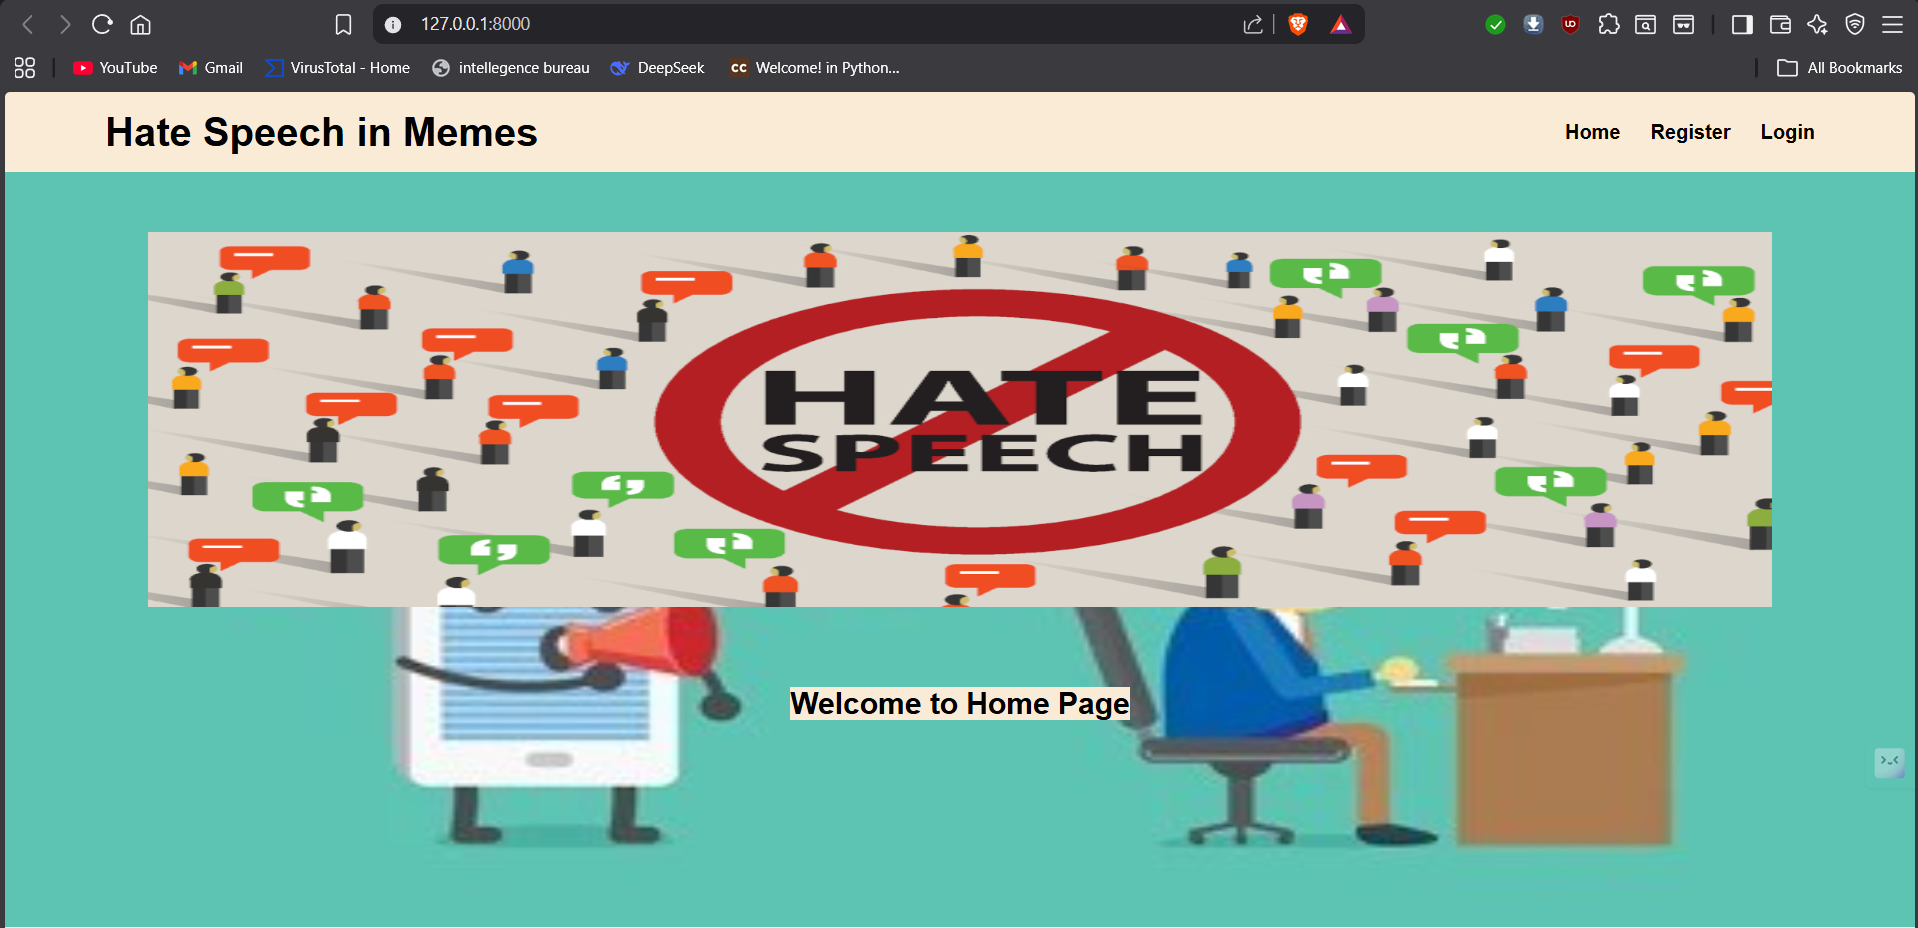 127.0.0.1:8000
YouTube
Gmail
VirusTotal - Home
intellegence bureau
DeepSeek
CC
Welcome! in Python...
All Bookmarks
Hate Speech in Memes
Home
Register
Login
HATE
SPEECH
Welcome to Home Page